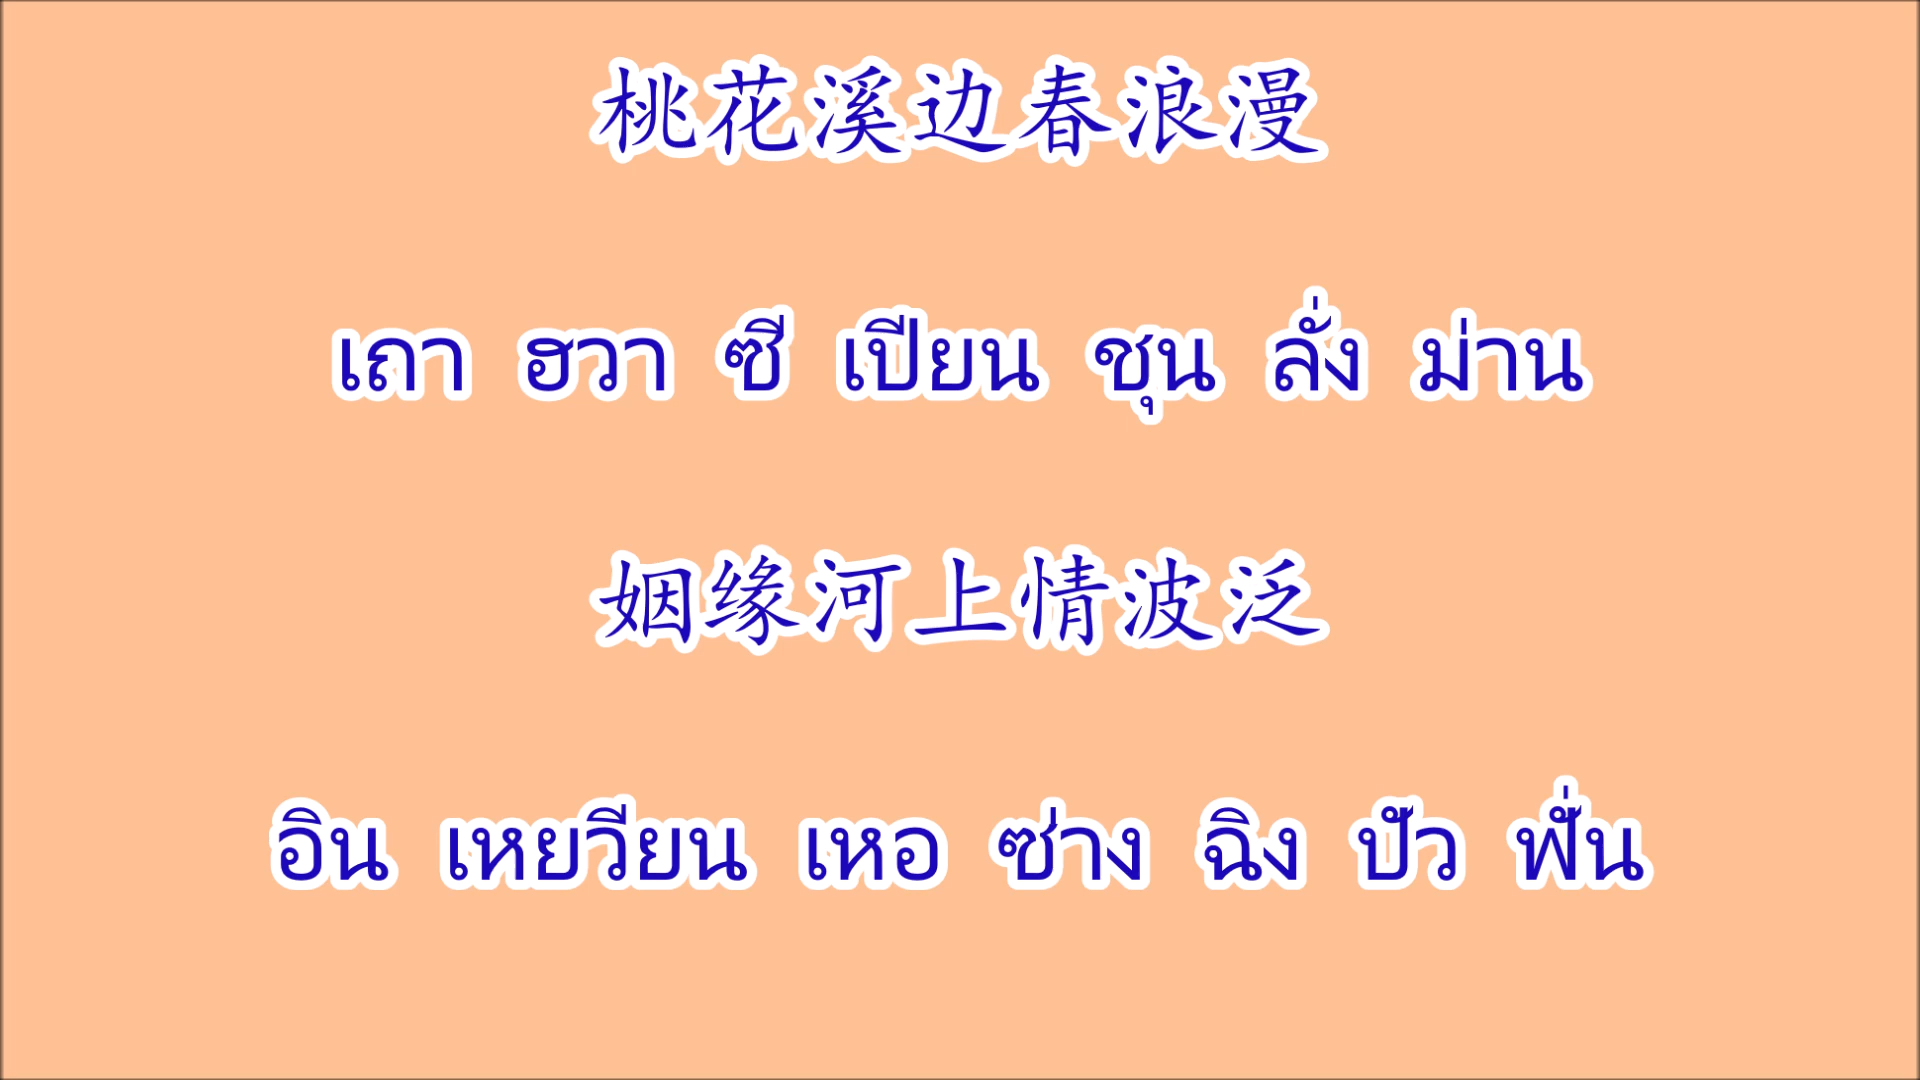 桃花溪边春浪漫
เถา ฮวา ซี เปียน ชุน ลั่ง ม่าน
姻缘河上情波泛
อิน เหยวียน เหอ ซ่าง ฉิง ปัว ฟั่น